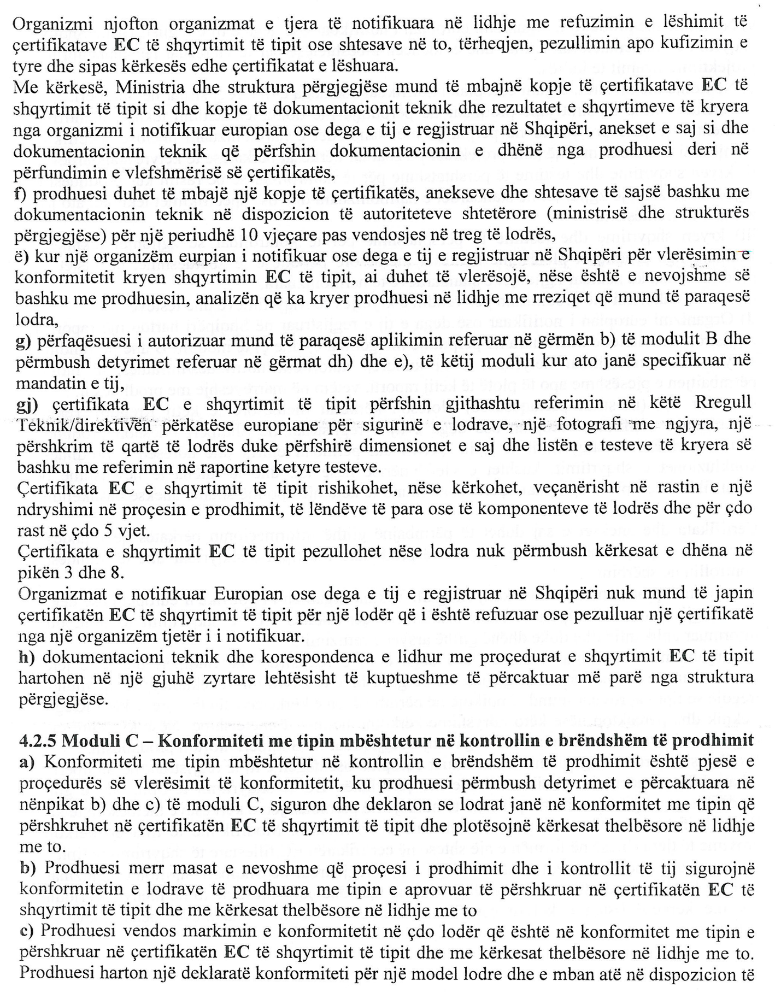 Organizmi njofton organizmat e tjera të notifikuara në lidhje me refuzimin e lëshimit të
çertifikatave EC të shqyrtimit të tipit ose shtesave në to, tërheqjen, pezullimin apo kufizimin e
tyre dhe sipas kërkesës edhe çertifikatat e lëshuara.
Me kërkesë, Ministria dhe struktura përgjegjëse mund të mbajnë kopje të çertifikatave EC të
shqyrtimit të tipit si dhe kopje të dokumentacionit teknik dhe rezultatet e shqyrtimeve të kryera
nga organizmi i notifikuar europian ose dega e tij e regjistruar në Shqipëri, anekset e saj si dhe
dokumentacionin teknik që përfshin dokumentacionin e dhënë nga prodhuesi deri në
përfundimin e vlefshmërisë së çertifikatës,
f) prodhuesi duhet të mbajë një kopje të çertifikatës, anekseve dhe shtesave të sajsë bashku me
dokumentacionin teknik në dispozicion të autoriteteve shtetërore (ministrisë dhe strukturës
përgjegjëse) për një periudhë 10 vjeçare pas vendosjes në treg të lodrës,
ë) kur një organizëm eurpian i notifikuar ose dega e tij e regjistruar në Shqipëri për vlerësimin e
konformitetit kryen shqyrtimin EC të tipit, ai duhet të vlerësojë, nëse është e nevojshme së
bashku me prodhuesin, analizën që ka kryer prodhuesi në lidhje me rreziqet që mund të paraqesë
lodra,
g) përfaqësuesi i autorizuar mund të paraqesë aplikimin referuar në gërmën b) të modulit B dhe
përmbush detyrimet referuar në gërmat dh) dhe e), të këtij moduli kur ato janë specifikuar në
mandatin e tij,
gj) çertifikata EC e shqyrtimit të tipit përfshin gjithashtu referimin në këtë Rregull
Teknik/direktivën përkatëse europiane për sigurinë e lodrave, një fotografi me ngjyra, një
përshkrim të qartë të lodrës duke përfshirë dimensionet e saj dhe listën e testeve të kryera së
bashku me referimin në raportine ketyre testeve.
Çertifikata EC e shqyrtimit të tipit rishikohet, nëse kërkohet, veçanërisht në rastin e një
ndryshimi në proçesin e prodhimit, të lëndëve të para ose të komponenteve të lodrës dhe për çdo
rast në çdo 5 vjet.
Çertifikata e shqyrtimit EC të tipit pezullohet nëse lodra nuk përmbush kërkesat e dhëna në
pikën 3 dhe 8.
Organizmat e notifikuar Europian ose dega e tij e regjistruar në Shqipëri nuk mund të japin
çertifikatën EC të shqyrtimit të tipit për një lodër që i është refuzuar ose pezulluar një çertifikatë
nga një organizëm tjetër i i notifikuar.
h) dokumentacioni teknik dhe korespondenca e lidhur me proçedurat e shqyrtimit EC të tipit
hartohen në një gjuhë zyrtare lehtësisht të kuptueshme të përcaktuar më parë nga struktura
përgjegjëse.
4.2.5 Moduli C – Konformiteti me tipin mbështetur në kontrollin e brëndshëm të prodhimit
a) Konformiteti me tipin mbështetur në kontrollin e brëndshëm të prodhimit është pjesë e
proçedurës së vlerësimit të konformitetit, ku prodhuesi përmbush detyrimet e përcaktuara në
nënpikat b) dhe c) të moduli C, siguron dhe deklaron se lodrat janë në konformitet me tipin që
përshkruhet në çertifikatën EC të shqyrtimit të tipit dhe plotësojnë kërkesat thelbësore në lidhje
me to.
b) Prodhuesi merr masat e nevoshme që proçesi i prodhimit dhe i kontrollit të tij sigurojnë
konformitetin e lodrave të prodhuara me tipin e aprovuar të përshkruar në çertifikatën EC të
shqyrtimit të tipit dhe me kërkesat thelbësore në lidhje me to
c) Prodhuesi vendos markimin e konformitetit në çdo lodër që është në konformitet me tipin e
përshkruar në çertifikatën EC të shqyrtimit të tipit dhe me kërkesat thelbësore në lidhje me to.
Prodhuesi harton një deklaratë konformiteti për një model lodre dhe e mban atë në dispozicion të